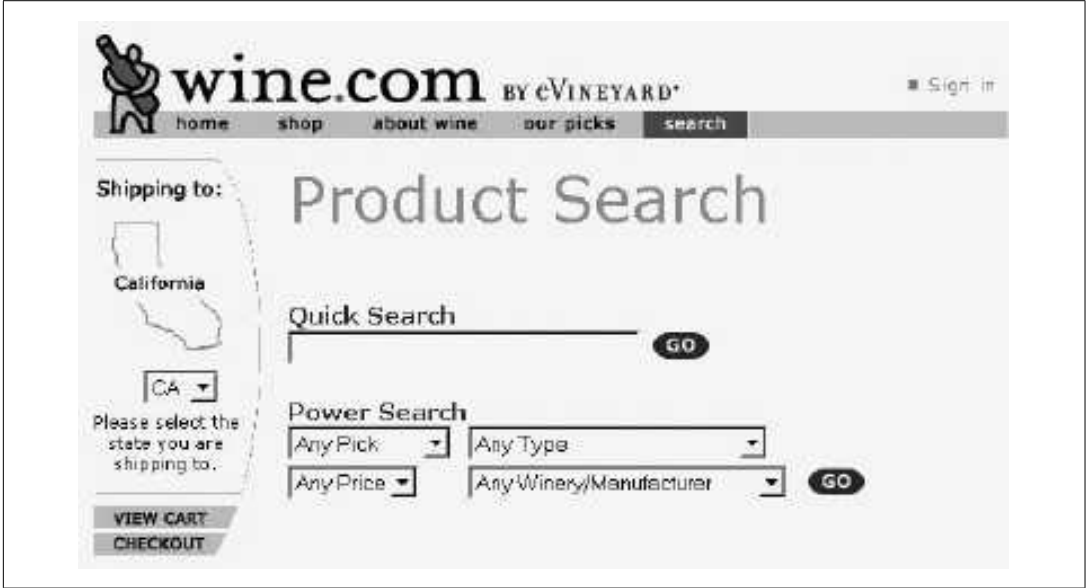 wine.com BY eVINEYARD
Sign in
home shop about wine our picks search
Shipping to:
California
CA
Please select the
state you are
shipping to.
VIEW CART
CHECKOUT
Product Search
Quick Search
GO
Power Search
Any Pick Any Type
Any Price Any Winery/Manufacturer GO